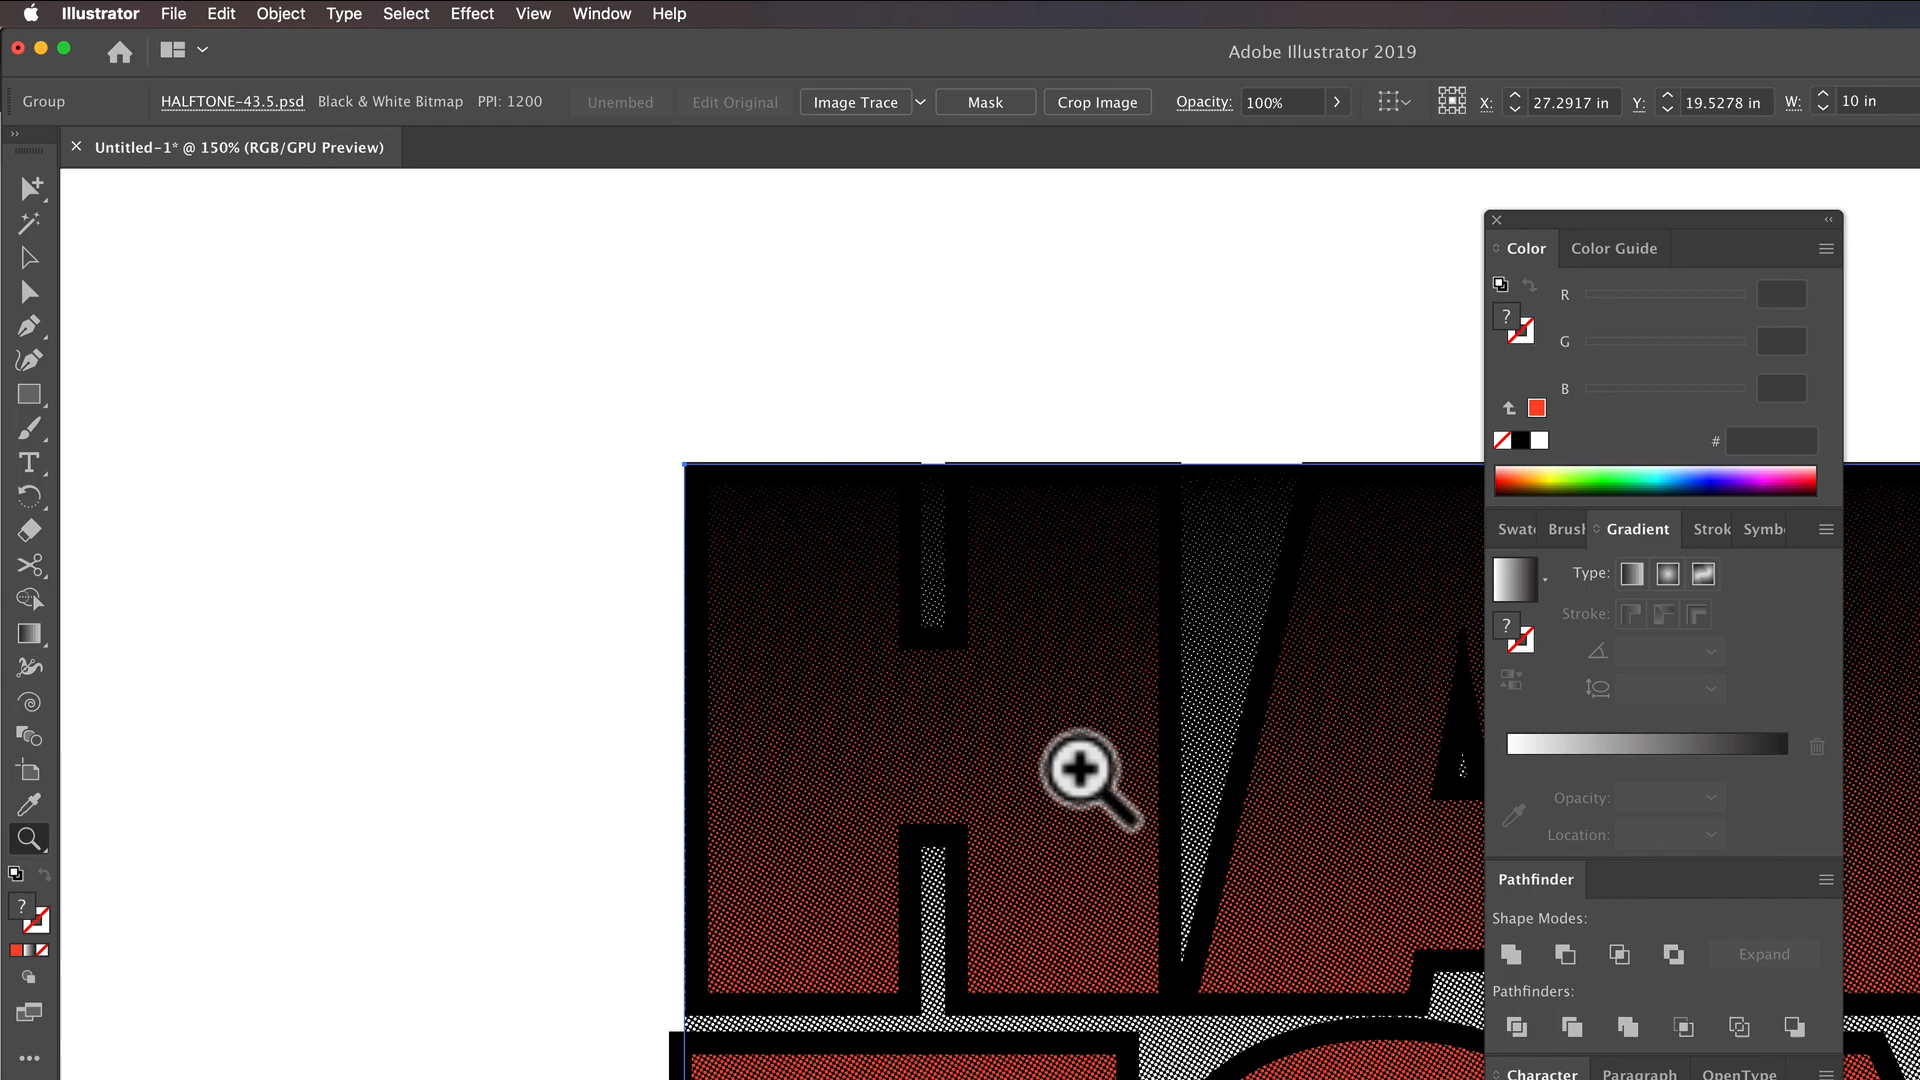 Illustrator File Edit Object Type Select Effect View Window Help
Adobe Illustrator 2019
Group HALFTONE-43.5.psd Black & White Bitmap PPI: 1200 Unembed Edit Original Image Trace Mask Crop Image Opacity: 100% X: 27.2917 in Y: 19.5278 in W: 10 in
Untitled-1* @ 150% (RGB/GPU Preview)
Color Color Guide
R
G
B
#
Swat Brush Gradient Strok Symb
Type:
Stroke:
Opacity:
Location:
Pathfinder
Shape Modes:
Expand
Pathfinders:
Character Paragraph OpenType